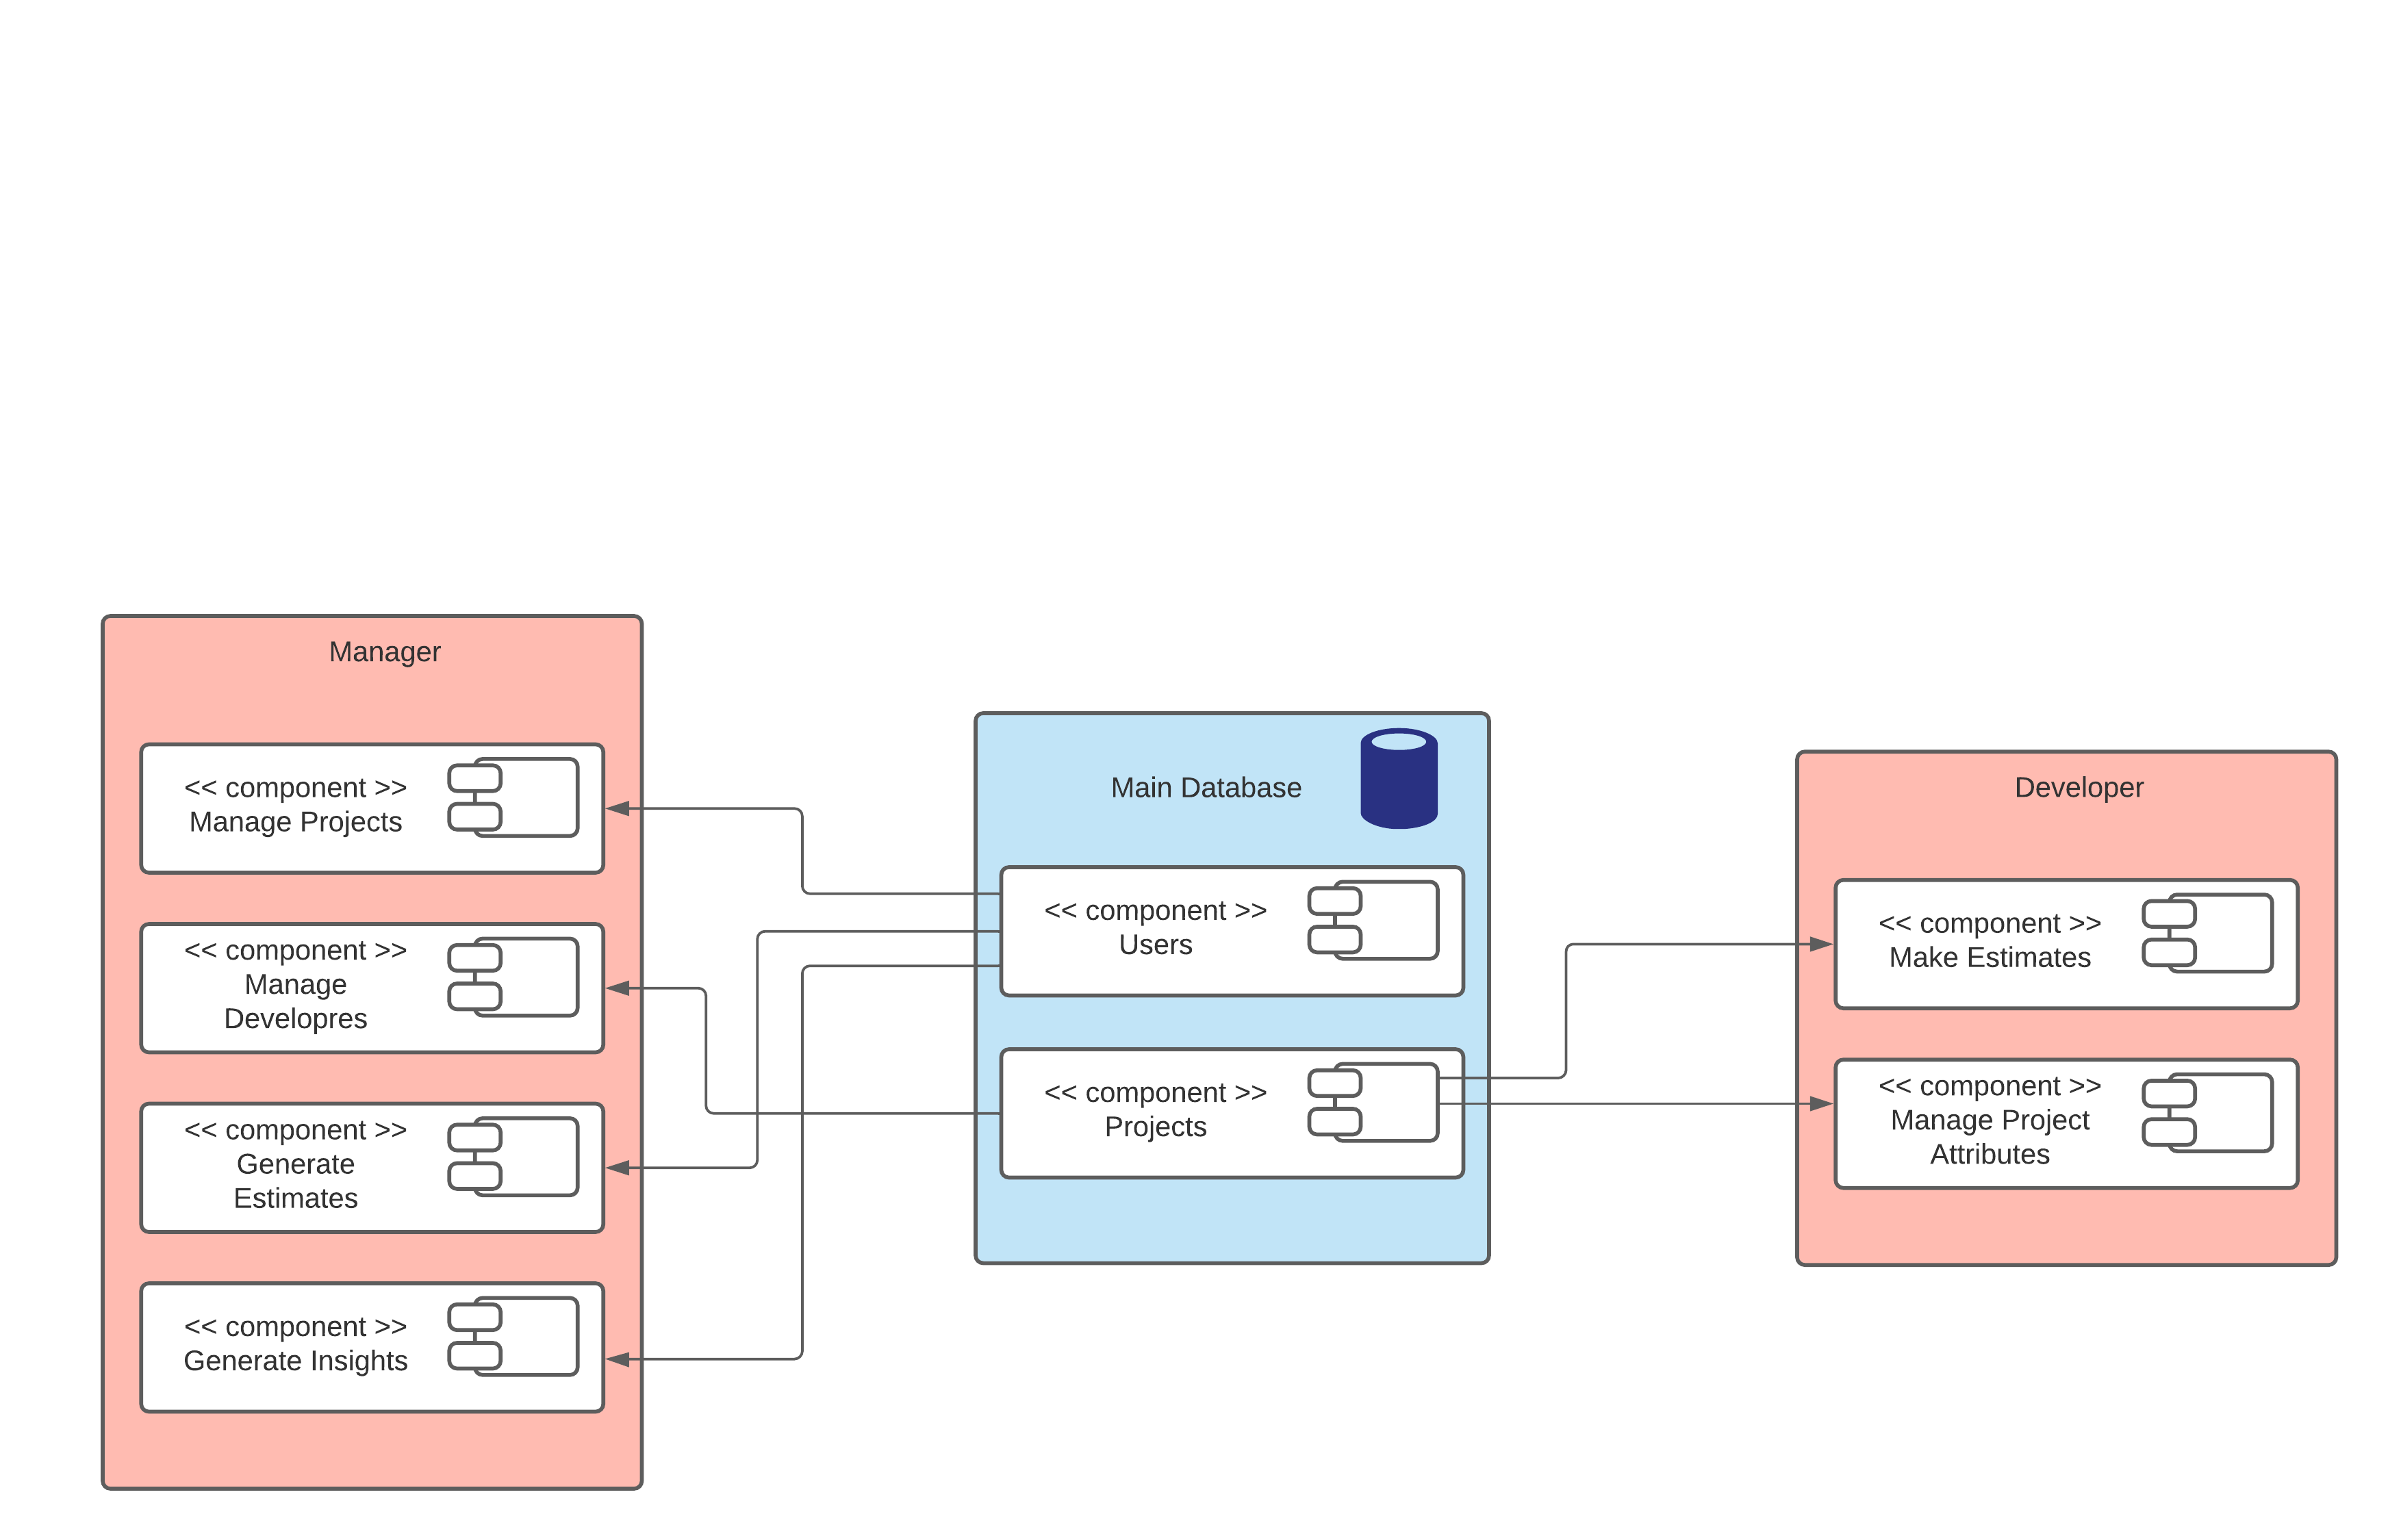 Manager
<< component >>
Manage Projects
<< component >>
Manage
Developres
<< component >>
Generate
Estimates
<< component >>
Generate Insights
Main Database
<< component >>
Users
<< component >>
Projects
Developer
<< component >>
Make Estimates
<< component >>
Manage Project
Attributes